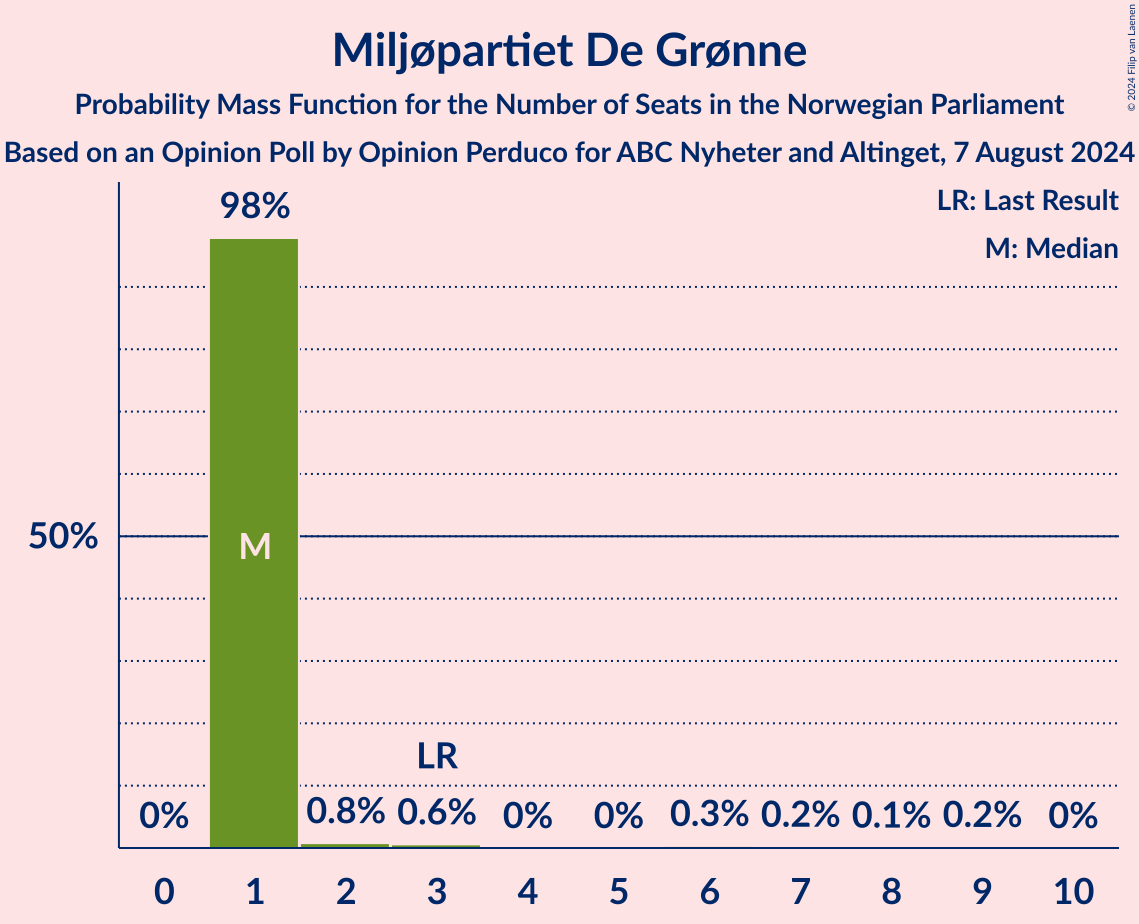 Miljøpartiet De Grønne
Probability Mass Function for the Number of Seats in the Norwegian Parliament
Based on an Opinion Poll by Opinion Perduco for ABC Nyheter and Altinget, 7 August 2024
© 2024 Filip van Laenen
LR: Last Result
M: Median
98%
50%
M
LR
0% 0.8% 0.6% 0% 0% 0.3% 0.2% 0.1% 0.2% 0%
0 1 2 3 4 5 6 7 8 9 10